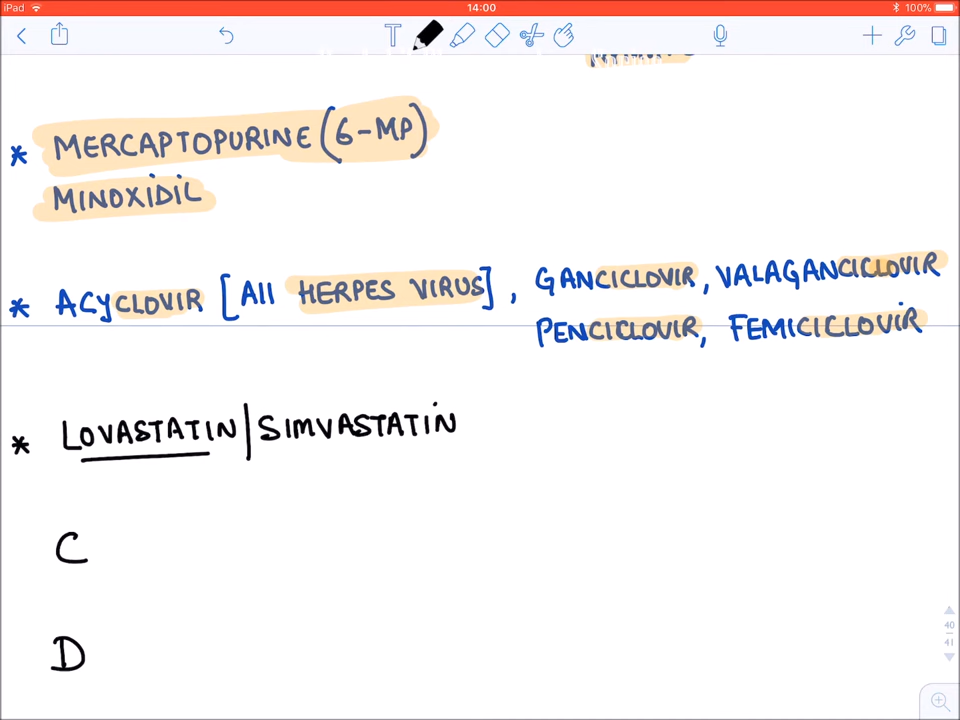 iPad 14:00 100%
T
* MERCAPTOPURINE (6-MP)
MINOXIDIL
* ACYCLOVIR [All HERPES VIRUS], GANCICLOVIR, VALAGANCICLOVIR
PENCICLOVIR, FEMICICLOVIR
* LOVASTATIN|SIMVASTATIN
C
D
40
41